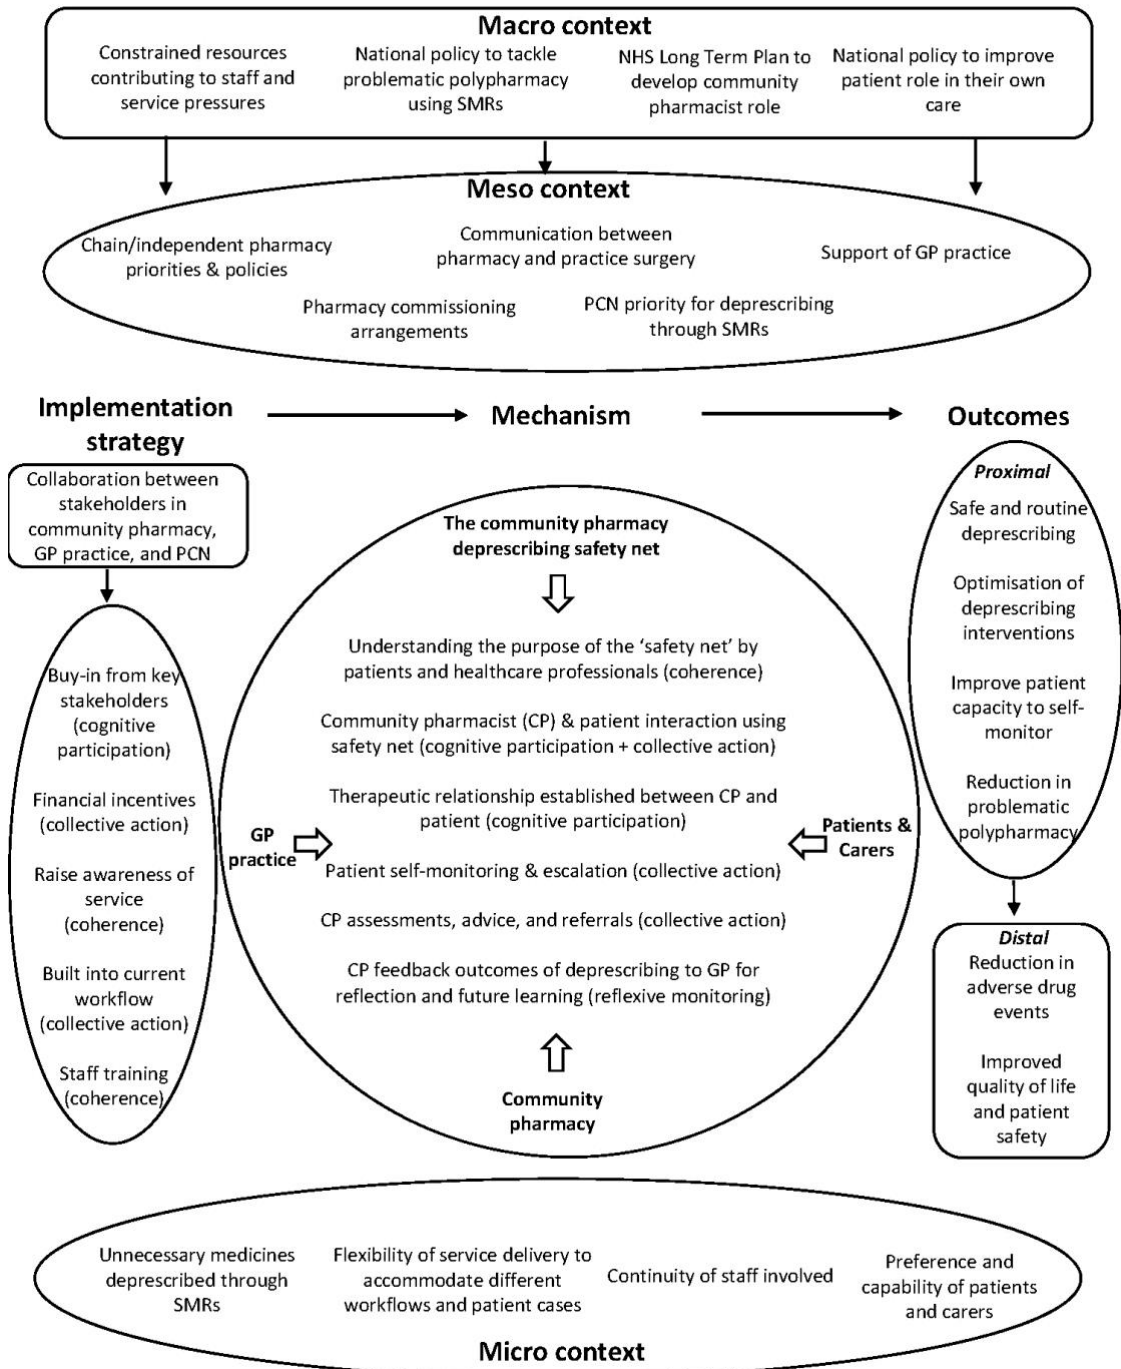 Macro context
Constrained resources
contributing to staff and
service pressures
National policy to tackle
problematic polypharmacy
using SMRs
NHS Long Term Plan to
develop community
pharmacist role
National policy to improve
patient role in their own
care
Meso context
Chain/independent pharmacy
priorities & policies
Communication between
pharmacy and practice surgery
Support of GP practice
Pharmacy commissioning
arrangements
PCN priority for deprescribing
through SMRs
Implementation
strategy
Mechanism
Outcomes
Collaboration between
stakeholders in
community pharmacy,
GP practice, and PCN
Buy-in from key
stakeholders
(cognitive
participation)
Financial incentives
(collective action)
Raise awareness of
service
(coherence)
Built into current
workflow
(collective action)
Staff training
(coherence)
The community pharmacy
deprescribing safety net
Understanding the purpose of the ‘safety net’ by
patients and healthcare professionals (coherence)
Community pharmacist (CP) & patient interaction using
safety net (cognitive participation + collective action)
Therapeutic relationship established between CP and
patient (cognitive participation)
GP
practice
Patients &
Carers
Patient self-monitoring & escalation (collective action)
CP assessments, advice, and referrals (collective action)
CP feedback outcomes of deprescribing to GP for
reflection and future learning (reflexive monitoring)
Community
pharmacy
Proximal
Safe and routine
deprescribing
Optimisation of
deprescribing
interventions
Improve patient
capacity to self-
monitor
Reduction in
problematic
polypharmacy
Distal
Reduction in
adverse drug
events
Improved
quality of life
and patient
safety
Unnecessary medicines
deprescribed through
SMRs
Flexibility of service delivery to
accommodate different
workflows and patient cases
Continuity of staff involved
Preference and
capability of patients
and carers
Micro context